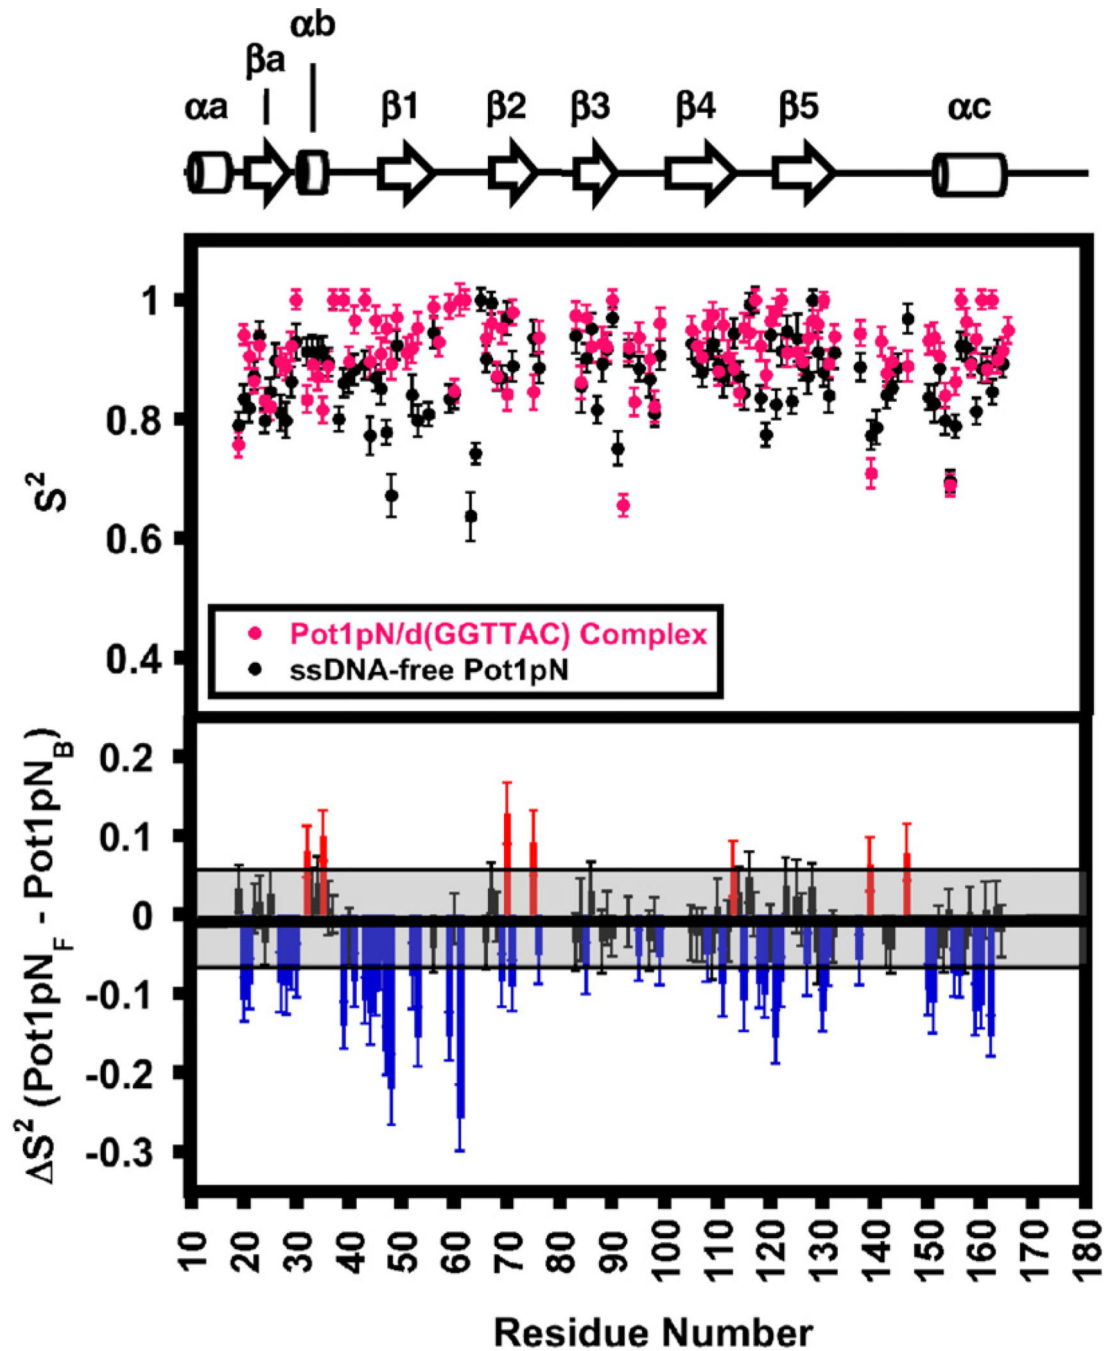 αb
βa
αa β1 β2 β3 β4 β5 αc
1
0.8
0.6
0.4
S²
Pot1pN/d(GGTTAC) Complex
ssDNA-free Pot1pN
0.2
0.1
0
-0.1
-0.2
-0.3
ΔS² (Pot1pN_F - Pot1pN_B)
10 20 30 40 50 60 70 80 90 100 110 120 130 140 150 160 170 180
Residue Number